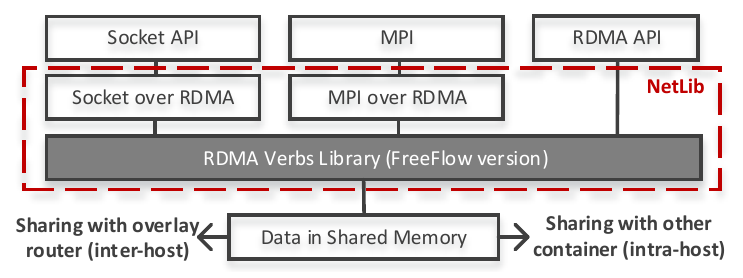 Socket API
MPI
RDMA API
NetLib
Socket over RDMA
MPI over RDMA
RDMA Verbs Library (FreeFlow version)
Sharing with overlay
router (inter-host)
Data in Shared Memory
Sharing with other
container (intra-host)